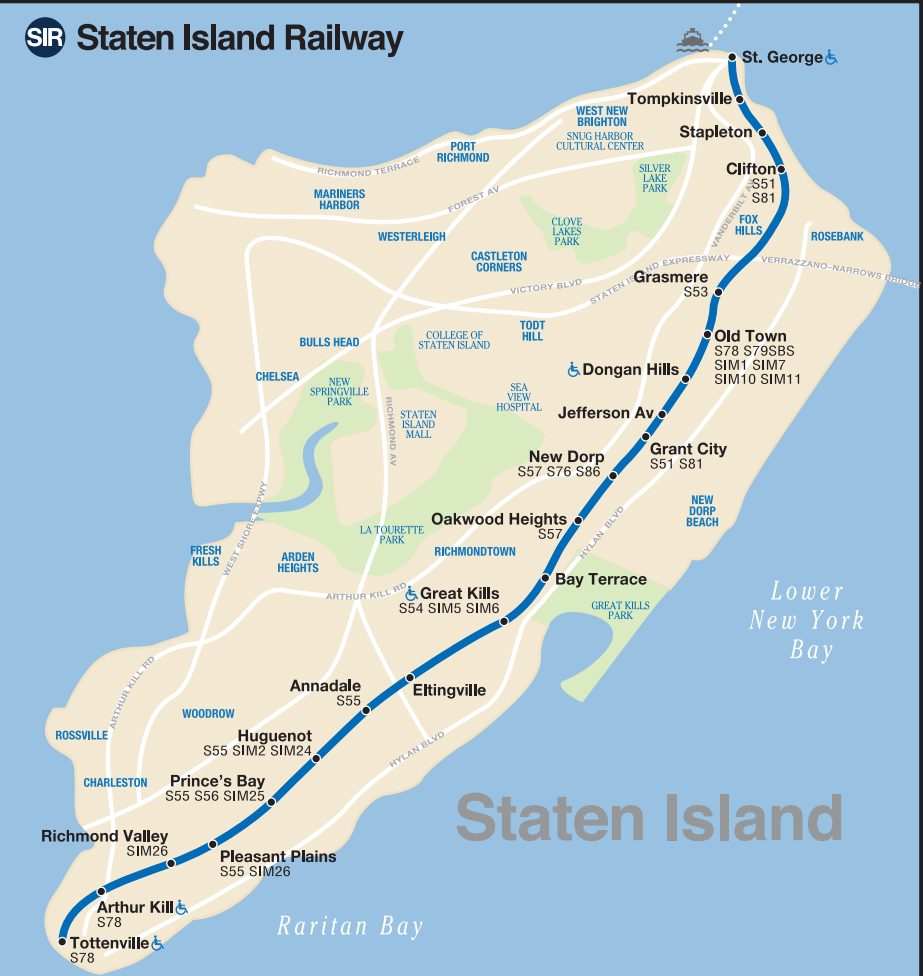 SIR Staten Island Railway
St. George
Tompkinsville
WEST NEW
BRIGHTON
SNUG HARBOR
CULTURAL CENTER
Stapleton
PORT
RICHMOND
RICHMOND TERRACE
Clifton
S51
S81
SILVER
LAKE
PARK
MARINERS
HARBOR
FOREST AV
VANDERBILT AV
FOX
HILLS
CLOVE
LAKES
PARK
WESTERLEIGH
ROSEBANK
CASTLETON
CORNERS
STATEN ISLAND EXPRESSWAY
VERRAZZANO–NARROWS BRIDGE
Grasmere
S53
VICTORY BLVD
TODT
HILL
COLLEGE OF
STATEN ISLAND
BULLS HEAD
Old Town
S78 S79SBS
SIM1 SIM7
SIM10 SIM11
Dongan Hills
CHELSEA
NEW
SPRINGVILLE
PARK
SEA
VIEW
HOSPITAL
RICHMOND AV
STATEN
ISLAND
MALL
Jefferson Av
Grant City
S51 S81
New Dorp
S57 S76 S86
NEW
DORP
BEACH
WEST SHORE EXPWY
Oakwood Heights
S57
HYLAN BLVD
LA TOURETTE
PARK
RICHMONDTOWN
FRESH
KILLS
ARDEN
HEIGHTS
Bay Terrace
ARTHUR KILL RD
Great Kills
S54 SIM5 SIM6
GREAT KILLS
PARK
Lower
New York
Bay
Annadale
S55
Eltingville
ARTHUR KILL RD
WOODROW
ROSSVILLE
Huguenot
S55 SIM2 SIM24
HYLAN BLVD
CHARLESTON
Prince's Bay
S55 S56 SIM25
Staten Island
Richmond Valley
SIM26
Pleasant Plains
S55 SIM26
Arthur Kill
S78
Raritan Bay
Tottenville
S78